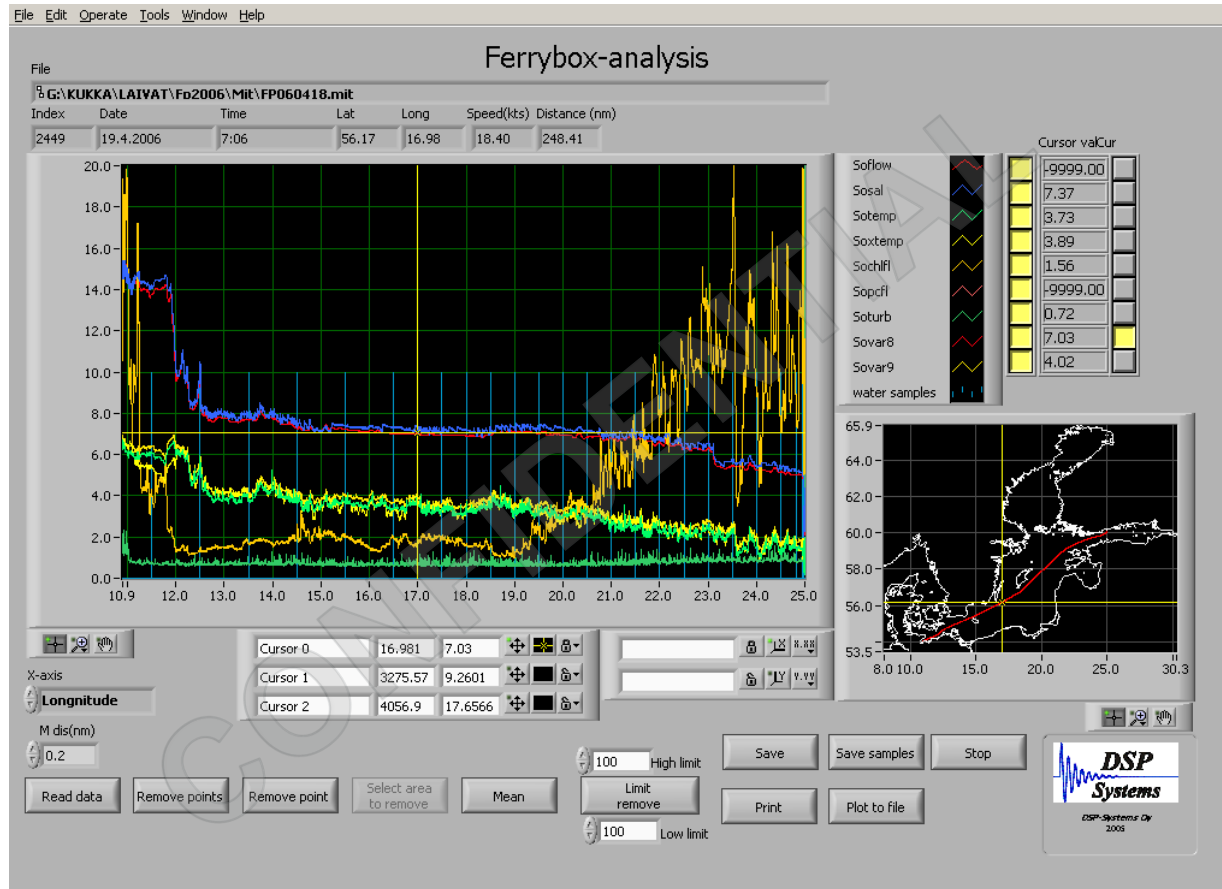 File Edit Operate Tools Window Help
Ferrybox-analysis
File
G:\KUKKA\LAIVAT\Fp2006\Mit\FP060418.mit
Index Date Time Lat Long Speed(kts) Distance (nm)
2449 19.4.2006 7:06 56.17 16.98 18.40 248.41
Cursor valCur
Soflow -9999.00
Sosal 7.37
Sotemp 3.73
Soxtemp 3.89
Sochlfl 1.56
Sopcfl -9999.00
Soturb 0.72
Sovar8 7.03
Sovar9 4.02
water samples
20.0
18.0
16.0
14.0
12.0
10.0
8.0
6.0
4.0
2.0
0.0
10.9 12.0 13.0 14.0 15.0 16.0 17.0 18.0 19.0 20.0 21.0 22.0 23.0 24.0 25.0
65.9
64.0
62.0
60.0
58.0
56.0
53.5
8.0 10.0 15.0 20.0 25.0 30.3
CONFIDENTIAL
Cursor 0 16.981 7.03
Cursor 1 3275.57 9.2601
Cursor 2 4056.9 17.6566
X X.XX
Y Y.YY
X-axis
Longnitude
M dis(nm)
0.2
Read data Remove points Remove point Select area to remove Mean
100 High limit
Limit remove
100 Low limit
Save Save samples Stop
Print Plot to file
DSP
Systems
DSP-Systems Oy
2005